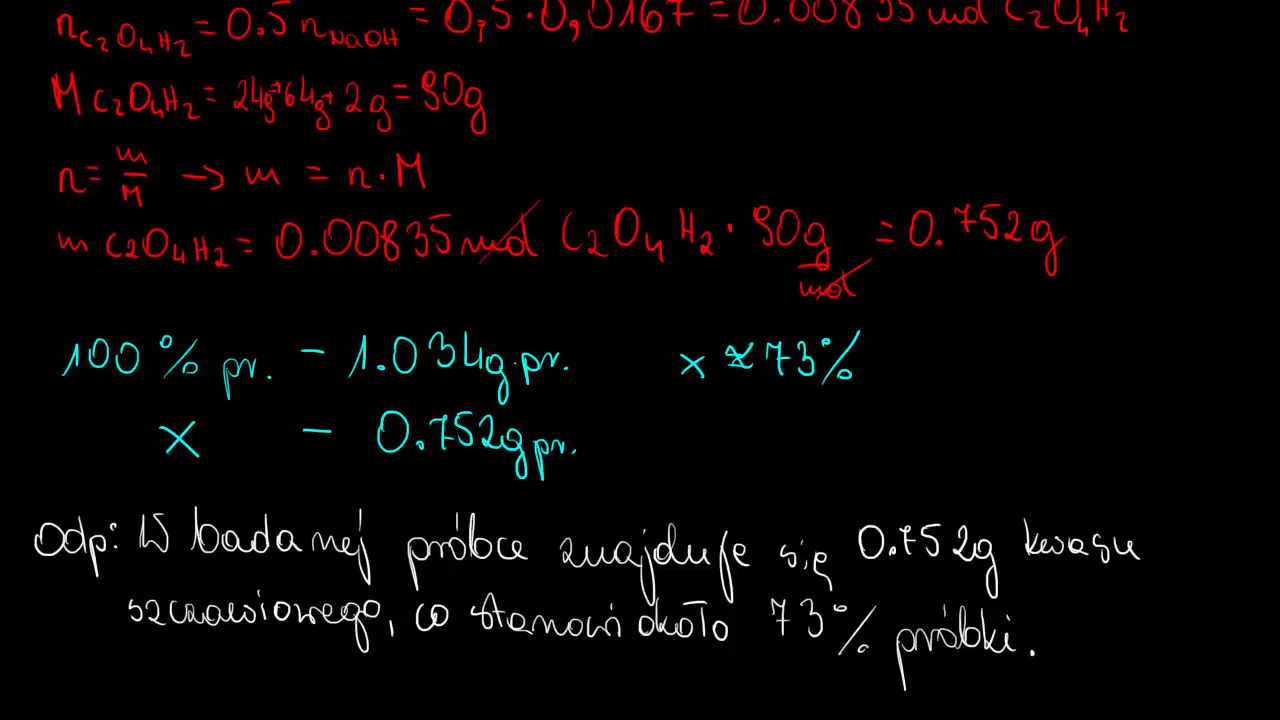 n C₂O₄H₂ = 0.5 n NaOH = 0,5 · 0,0167 = 0.00835 mol C₂O₄H₂
M C₂O₄H₂ = 24g + 64g + 2g = 90g
n = m/M → m = n · M
m C₂O₄H₂ = 0.00835 mol C₂O₄H₂ · 90g/mol = 0.752g
100% pr. - 1.034g pr. x ≈ 73%
x - 0.752g pr.
Odp: W badanej próbce znajduje się 0.752g kwasu
szczawiowego, co stanowi około 73% próbki.